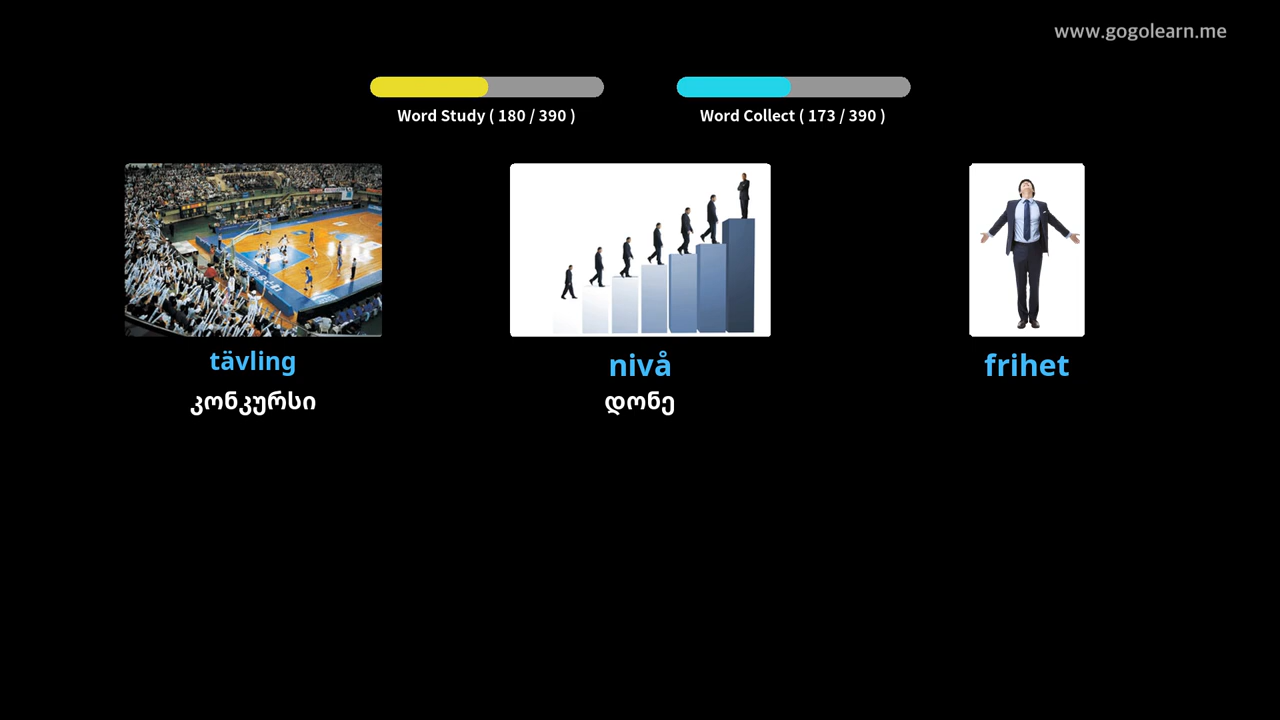 www.gogolearn.me
Word Study ( 180 / 390 )
Word Collect ( 173 / 390 )
tävling
nivå
frihet
კონკურსი
დონე